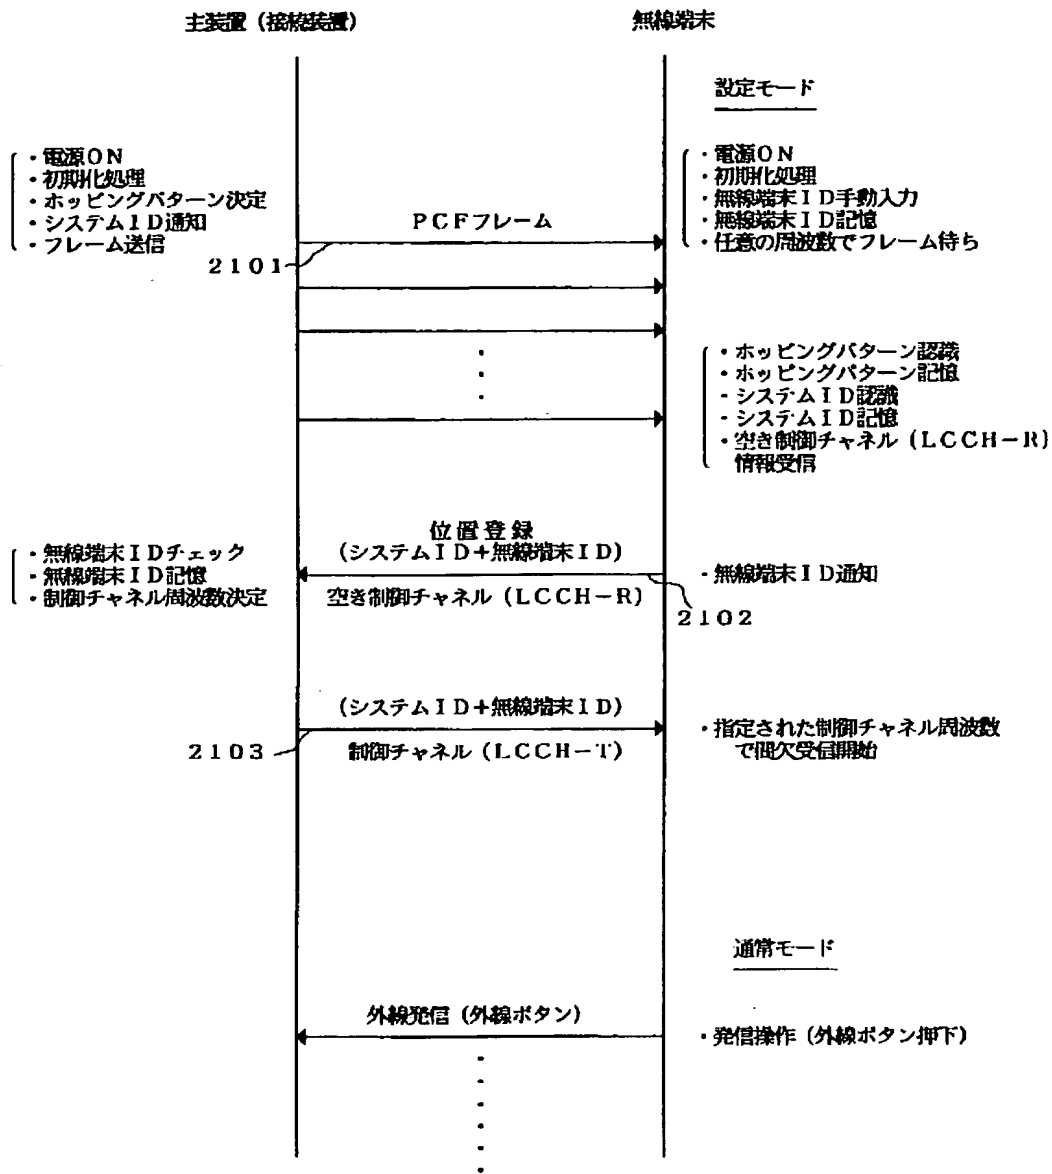 主装置（接続装置）
無線端末
設定モード
・電源ON
・初期化処理
・ホッピングパターン決定
・システムID通知
・フレーム送信
・電源ON
・初期化処理
・無線端末ID手動入力
・無線端末ID記憶
・任意の周波数でフレーム待ち
PCFフレーム
2101
・ホッピングパターン認識
・ホッピングパターン記憶
・システムID認識
・システムID記憶
・空き制御チャネル（LCCH－R）
情報受信
位置登録
（システムID＋無線端末ID）
空き制御チャネル（LCCH－R）
・無線端末IDチェック
・無線端末ID記憶
・制御チャネル周波数決定
・無線端末ID通知
2102
（システムID＋無線端末ID）
制御チャネル（LCCH－T）
2103
・指定された制御チャネル周波数
で間欠受信開始
通常モード
外線発信（外線ボタン）
・発信操作（外線ボタン押下）